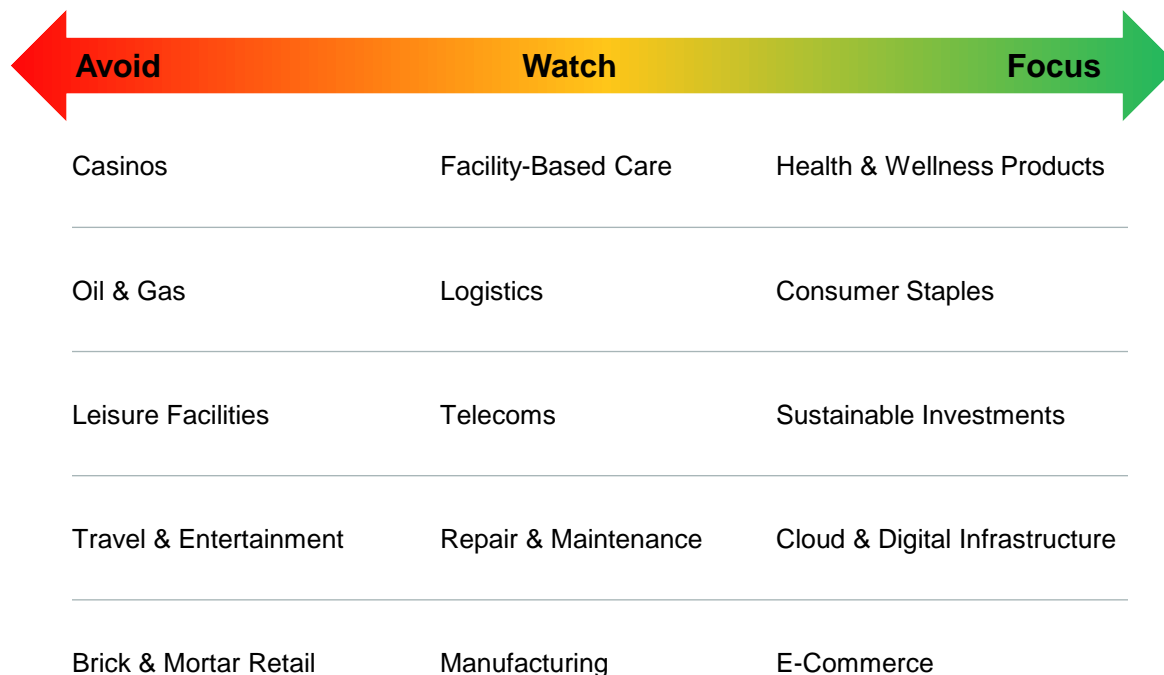 Avoid Watch Focus
Casinos Facility-Based Care Health & Wellness Products
Oil & Gas Logistics Consumer Staples
Leisure Facilities Telecoms Sustainable Investments
Travel & Entertainment Repair & Maintenance Cloud & Digital Infrastructure
Brick & Mortar Retail Manufacturing E-Commerce